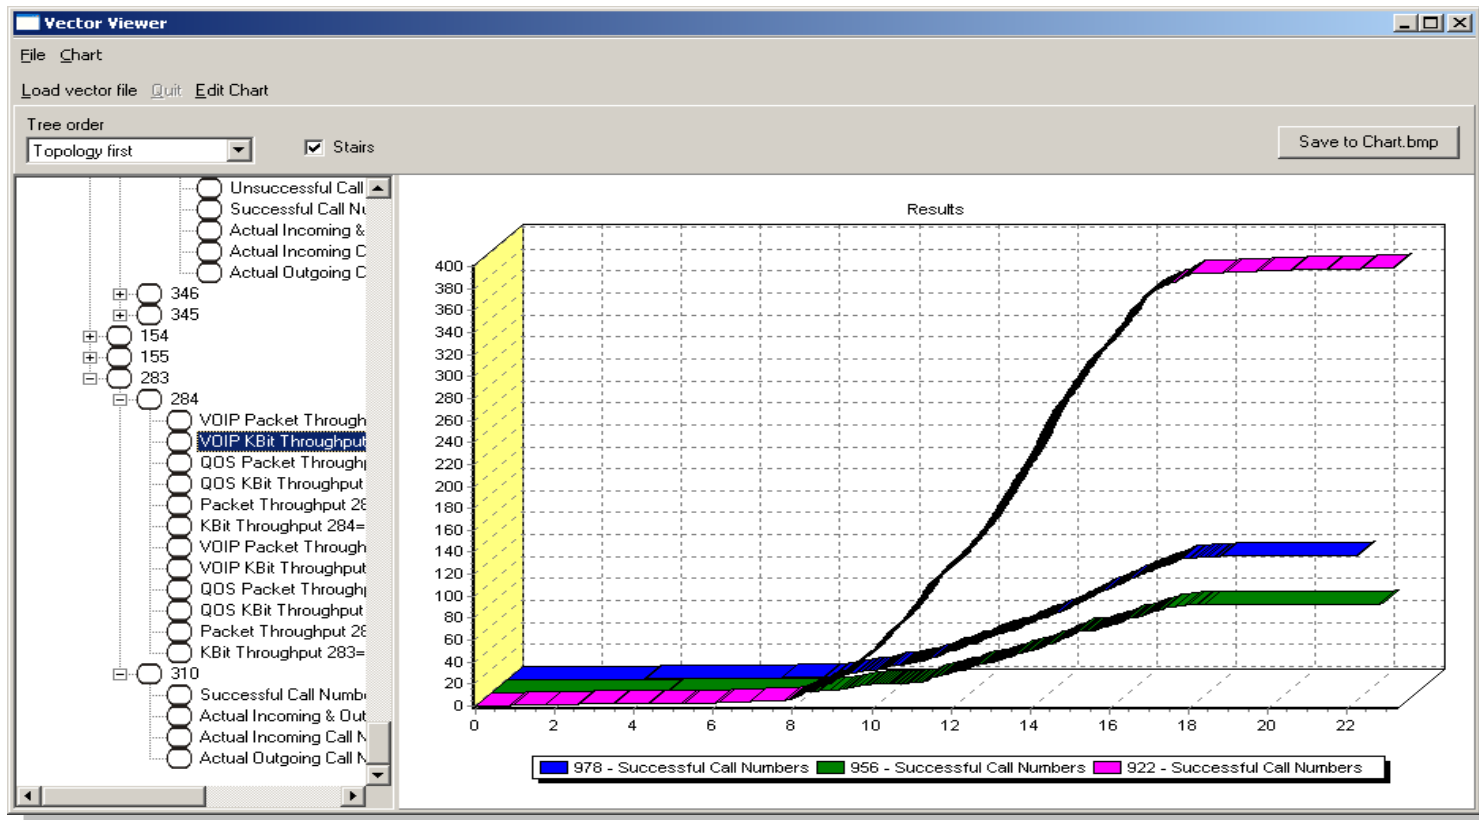 Vector Viewer
File Chart
Load vector file Quit Edit Chart
Tree order
Topology first
Stairs
Save to Chart.bmp
Unsuccessful Call
Successful Call
Actual Incoming &
Actual Incoming C
Actual Outgoing C
346
345
154
155
283
284
VOIP Packet Through
VOIP KBit Throughput
QOS Packet Through
QOS KBit Throughput
Packet Throughput 28
KBit Throughput 284=
VOIP Packet Through
VOIP KBit Throughput
QOS Packet Through
QOS KBit Throughput
Packet Throughput 28
KBit Throughput 283=
310
Successful Call Numb
Actual Incoming & Out
Actual Incoming Call N
Actual Outgoing Call N
Results
400
380
360
340
320
300
280
260
240
220
200
180
160
140
120
100
80
60
40
20
0
0 2 4 6 8 10 12 14 16 18 20 22
978 - Successful Call Numbers 956 - Successful Call Numbers 922 - Successful Call Numbers